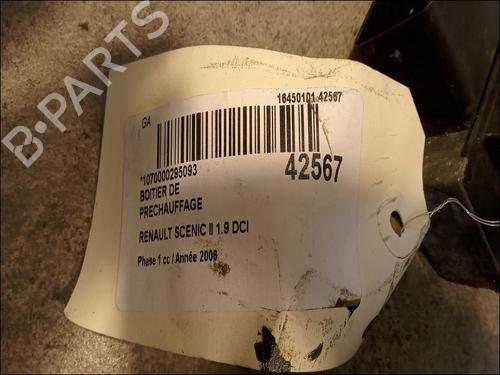 B-PARTS
GA
16450101 42567
42567
*1070000295093
BOITIER DE
PRECHAUFFAGE
RENAULT SCENIC II 1.9 DCI
Phase 1 cc / Année 2006